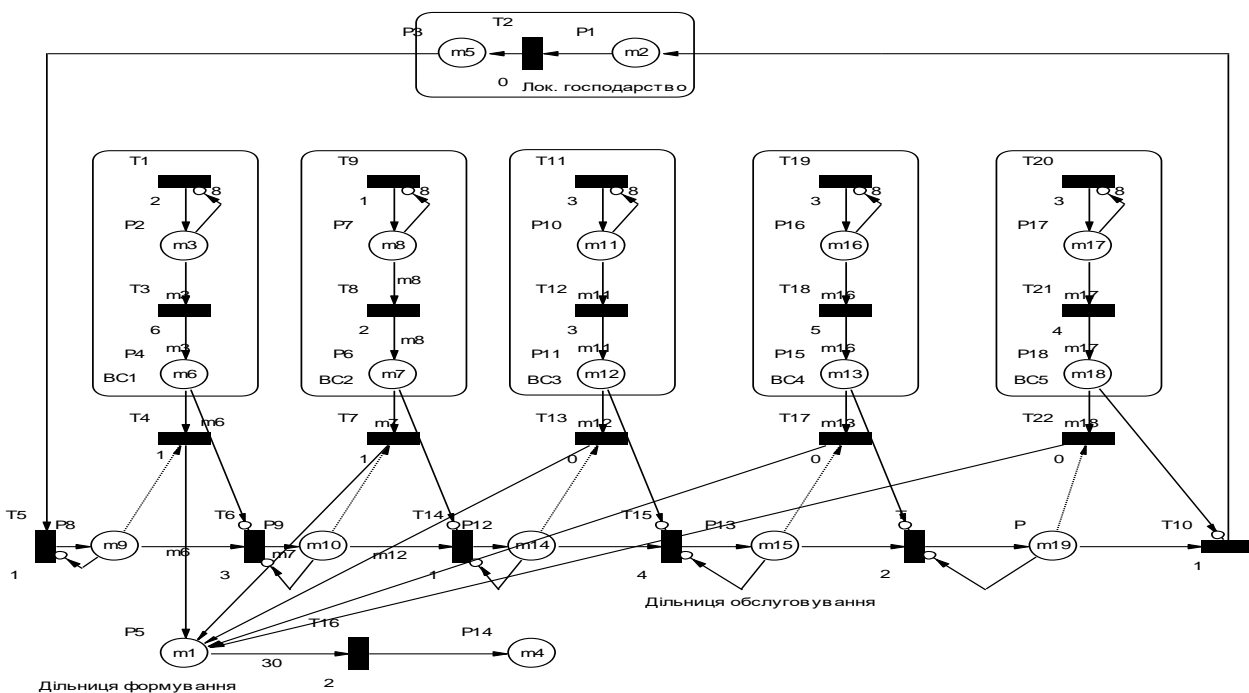 T2
P3 P1
m5 m2
0 Лок. господарство
T1 T9 T11 T19 T20
8 8 8 8 8
2 1 3 3 3
P2 P7 P10 P16 P17
m3 m8 m11 m16 m17
m8
T3 T8 T12 T18 T21
m3 m11 m16 m17
6 2 3 5 4
m3 m8 m11 m16 m17
P4 P6 P11 P15 P18
m6 m7 m12 m13 m18
BC1 BC2 BC3 BC4 BC5
T4 m6 T7 m7 T13 m12 T17 m13 T22 m18
1 1 0 0 0
T5 P8 T6 P9 T14 P12 T15 P13 T P T10
m9 m10 m14 m15 m19
m6 m7 m12
1 3 1 4 2 1
Дільниця обслуговування
P5 T16 P14
m1 30 m4
2
Дільниця формування